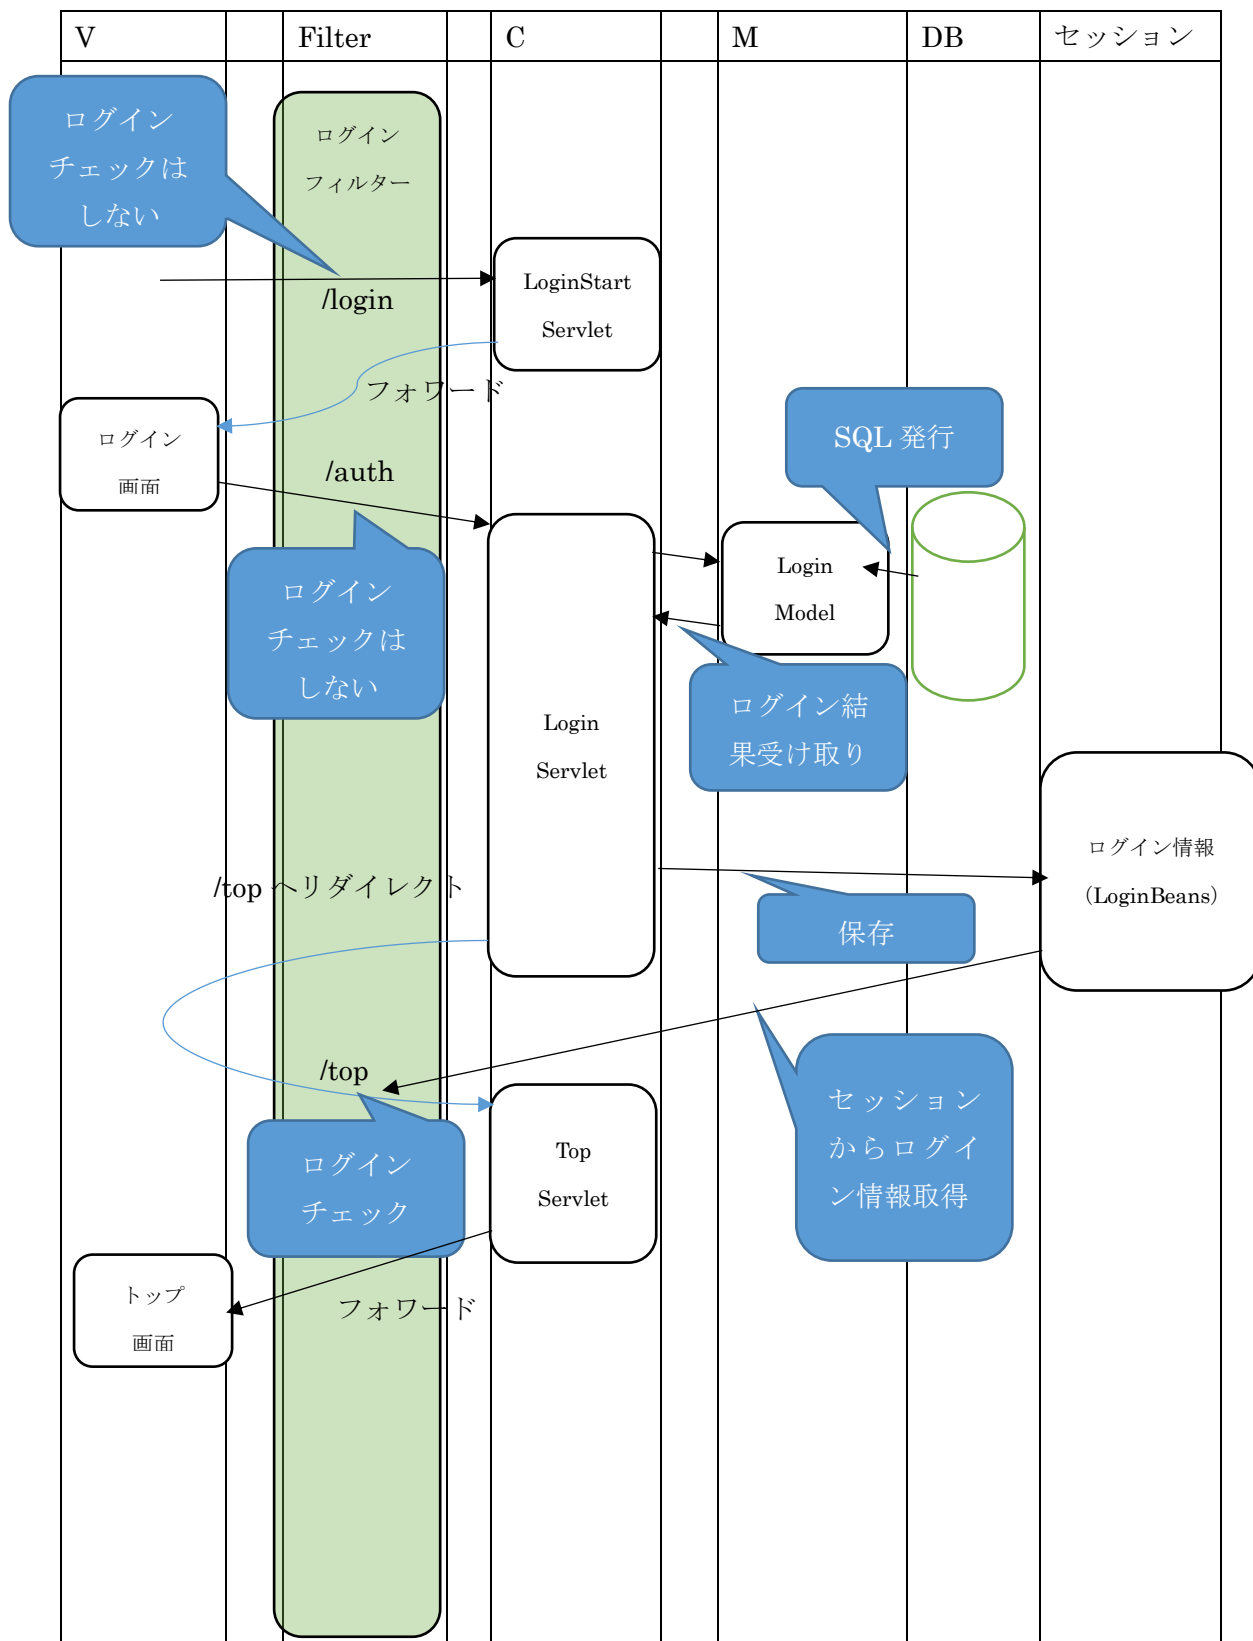 V Filter C M DB セッション
ログイン
チェックは
しない
ログイン
フィルター
LoginStart
Servlet
/login
フォワード
ログイン
画面
/auth
SQL 発行
Login
Model
ログイン
チェックは
しない
ログイン結
果受け取り
Login
Servlet
ログイン情報
(LoginBeans)
/top へリダイレクト
保存
/top
セッション
からログイ
ン情報取得
ログイン
チェック
Top
Servlet
トップ
画面
フォワード